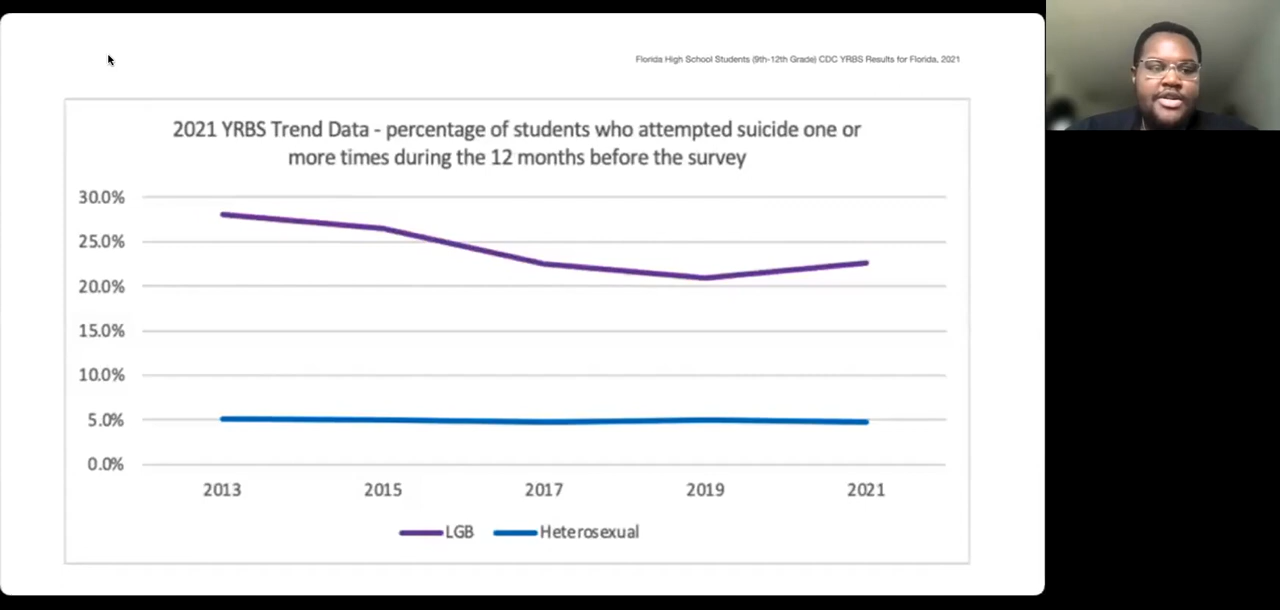 Florida High School Students (9th-12th Grade) CDC YRBS Results for Florida, 2021
2021 YRBS Trend Data - percentage of students who attempted suicide one or
more times during the 12 months before the survey
30.0%
25.0%
20.0%
15.0%
10.0%
5.0%
0.0%
2013 2015 2017 2019 2021
LGB Heterosexual